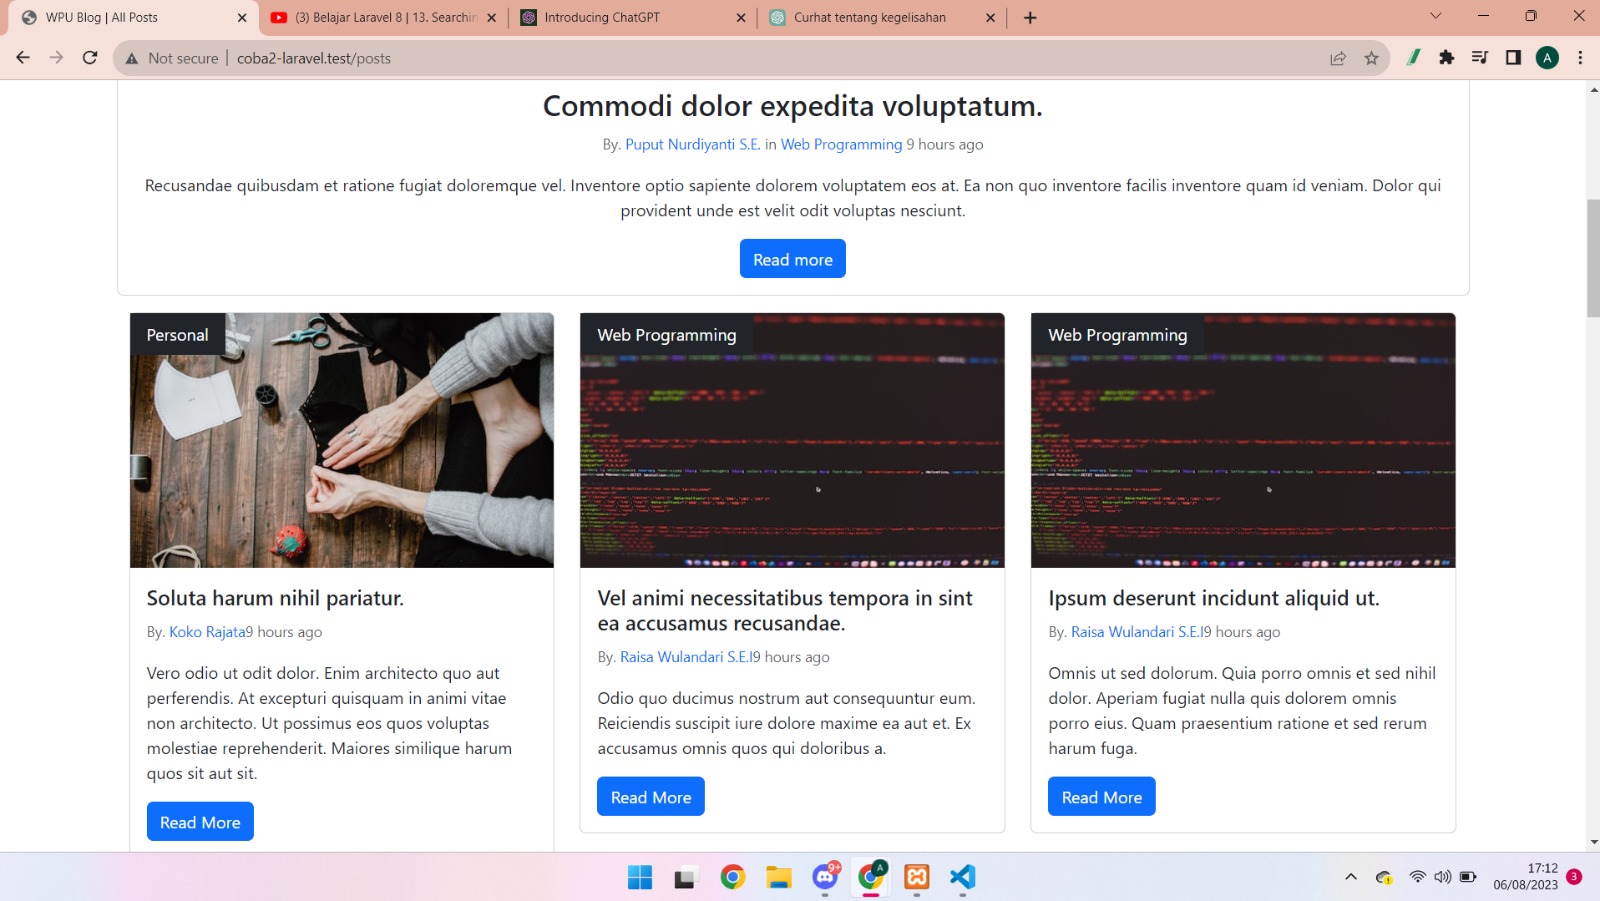 WPU Blog | All Posts
(3) Belajar Laravel 8 | 13. Searchin
Introducing ChatGPT
Curhat tentang kegelisahan
Not secure | coba2-laravel.test/posts
A
Commodi dolor expedita voluptatum.
By. Puput Nurdiyanti S.E. in Web Programming 9 hours ago
Recusandae quibusdam et ratione fugiat doloremque vel. Inventore optio sapiente dolorem voluptatem eos at. Ea non quo inventore facilis inventore quam id veniam. Dolor qui
provident unde est velit odit voluptas nesciunt.
Read more
Personal
Soluta harum nihil pariatur.
By. Koko Rajata9 hours ago
Vero odio ut odit dolor. Enim architecto quo aut
perferendis. At excepturi quisquam in animi vitae
non architecto. Ut possimus eos quos voluptas
molestiae reprehenderit. Maiores similique harum
quos sit aut sit.
Read More
Web Programming
Vel animi necessitatibus tempora in sint
ea accusamus recusandae.
By. Raisa Wulandari S.E.I9 hours ago
Odio quo ducimus nostrum aut consequuntur eum.
Reiciendis suscipit iure dolore maxime ea aut et. Ex
accusamus omnis quos qui doloribus a.
Read More
Web Programming
Ipsum deserunt incidunt aliquid ut.
By. Raisa Wulandari S.E.I9 hours ago
Omnis ut sed dolorum. Quia porro omnis et sed nihil
dolor. Aperiam fugiat nulla quis dolorem omnis
porro eius. Quam praesentium ratione et sed rerum
harum fuga.
Read More
9+
A
17:12
06/08/2023
3